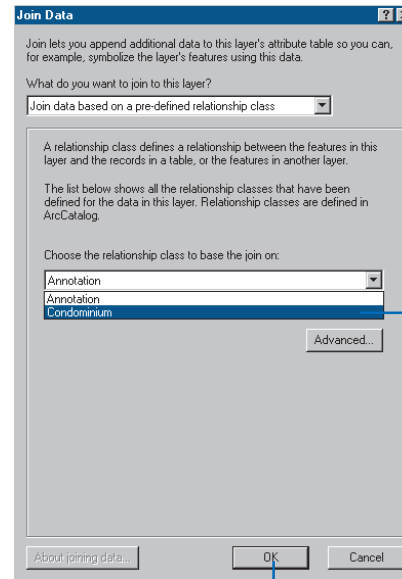 Join Data
Join lets you append additional data to this layer's attribute table so you can,
for example, symbolize the layer's features using this data.
What do you want to join to this layer?
Join data based on a pre-defined relationship class
A relationship class defines a relationship between the features in this
layer and the records in a table, or the features in another layer.
The list below shows all the relationship classes that have been
defined for the data in this layer. Relationship classes are defined in
ArcCatalog.
Choose the relationship class to base the join on:
Annotation
Annotation
Condominium
Advanced...
About joining data...
OK
Cancel